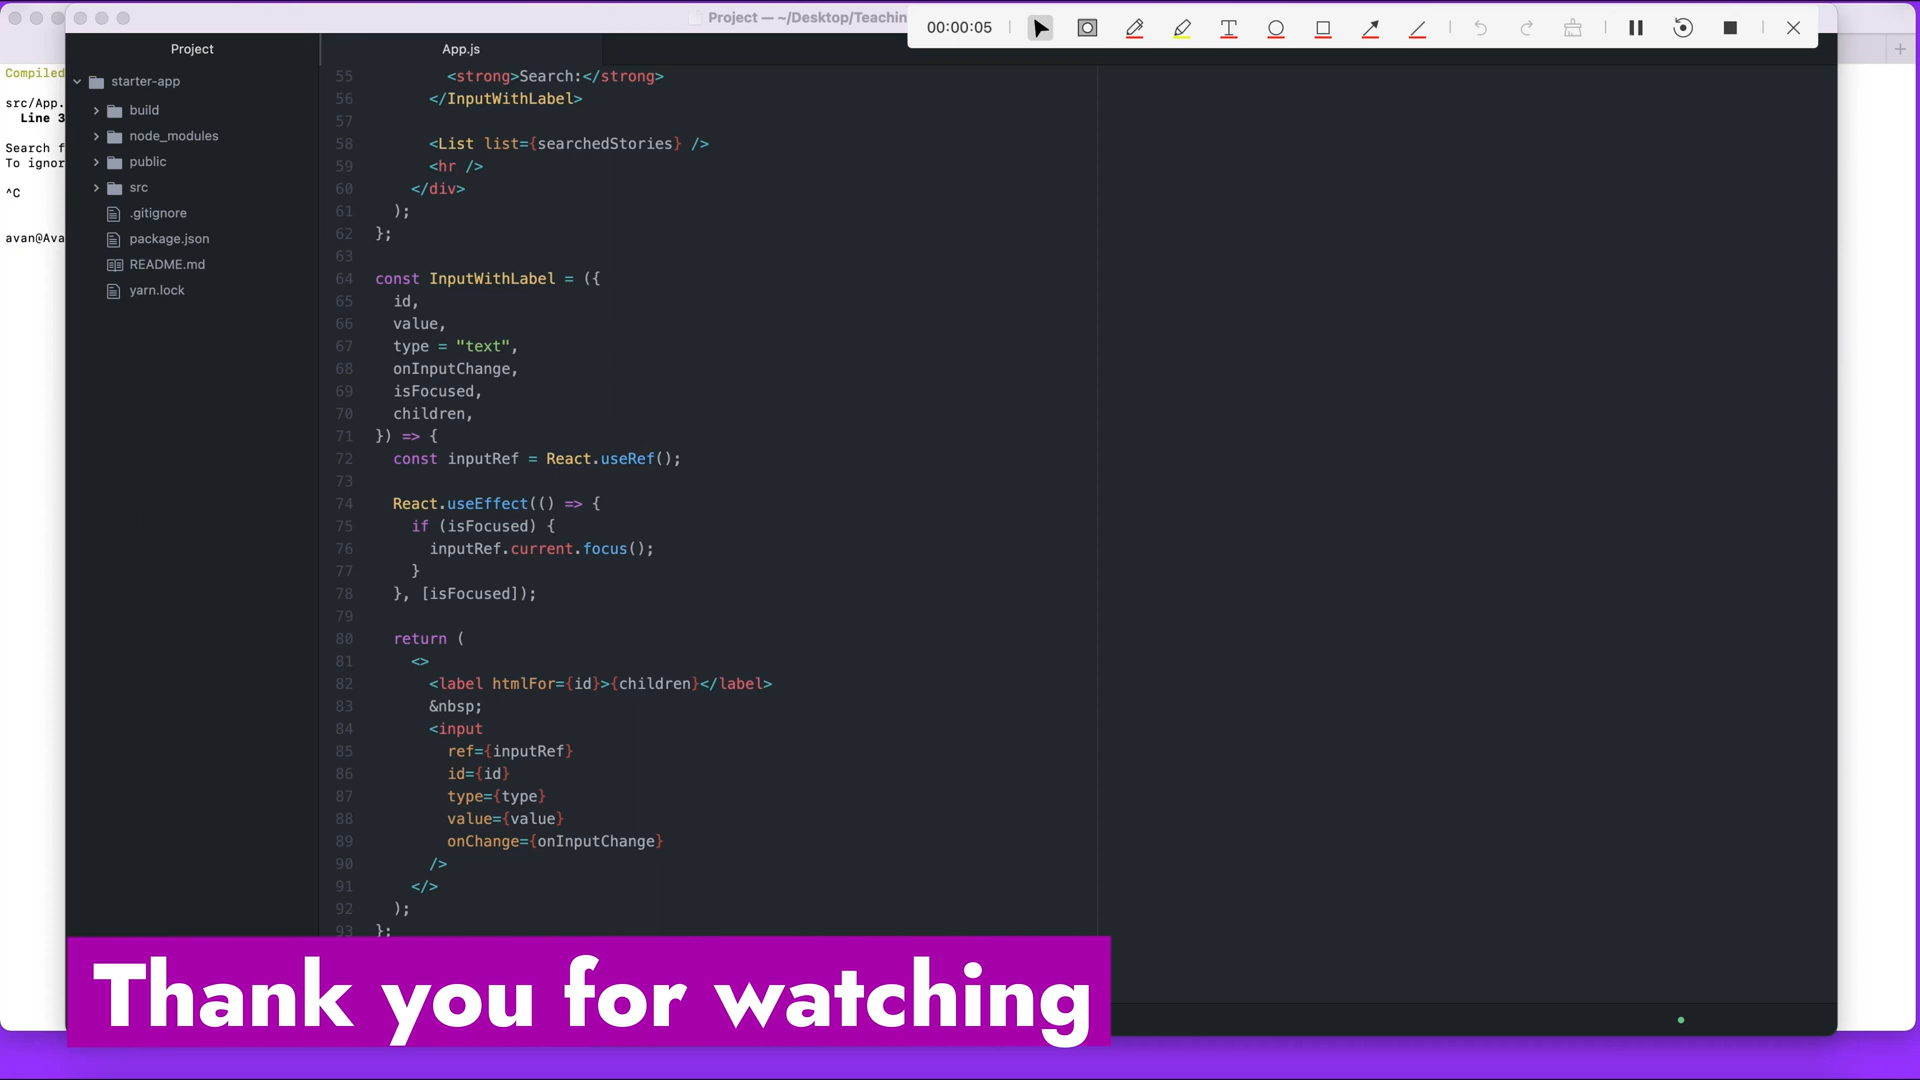 Project — ~/Desktop/Teachin
00:00:05
Project
App.js
Compiled
src/App.
Line 3
Search f
To ignor
^C
avan@Ava
starter-app
build
node_modules
public
src
.gitignore
package.json
README.md
yarn.lock
55 <strong>Search:</strong>
56 </InputWithLabel>
57
58 <List list={searchedStories} />
59 <hr />
60 </div>
61 );
62 };
63
64 const InputWithLabel = ({
65 id,
66 value,
67 type = "text",
68 onInputChange,
69 isFocused,
70 children,
71 }) => {
72 const inputRef = React.useRef();
73
74 React.useEffect(() => {
75 if (isFocused) {
76 inputRef.current.focus();
77 }
78 }, [isFocused]);
79
80 return (
81 <>
82 <label htmlFor={id}>{children}</label>
83 &nbsp;
84 <input
85 ref={inputRef}
86 id={id}
87 type={type}
88 value={value}
89 onChange={onInputChange}
90 />
91 </>
92 );
93 };
Thank you for watching